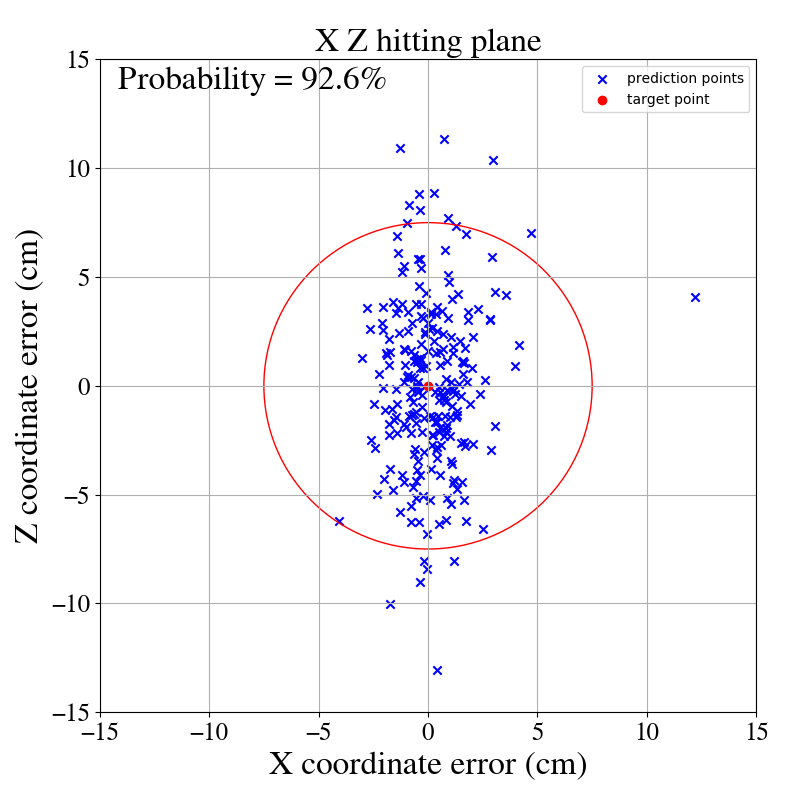 X Z hitting plane
Probability = 92.6%
prediction points
target point
15
10
5
0
−5
−10
−15
Z coordinate error (cm)
−15 −10 −5 0 5 10 15
X coordinate error (cm)